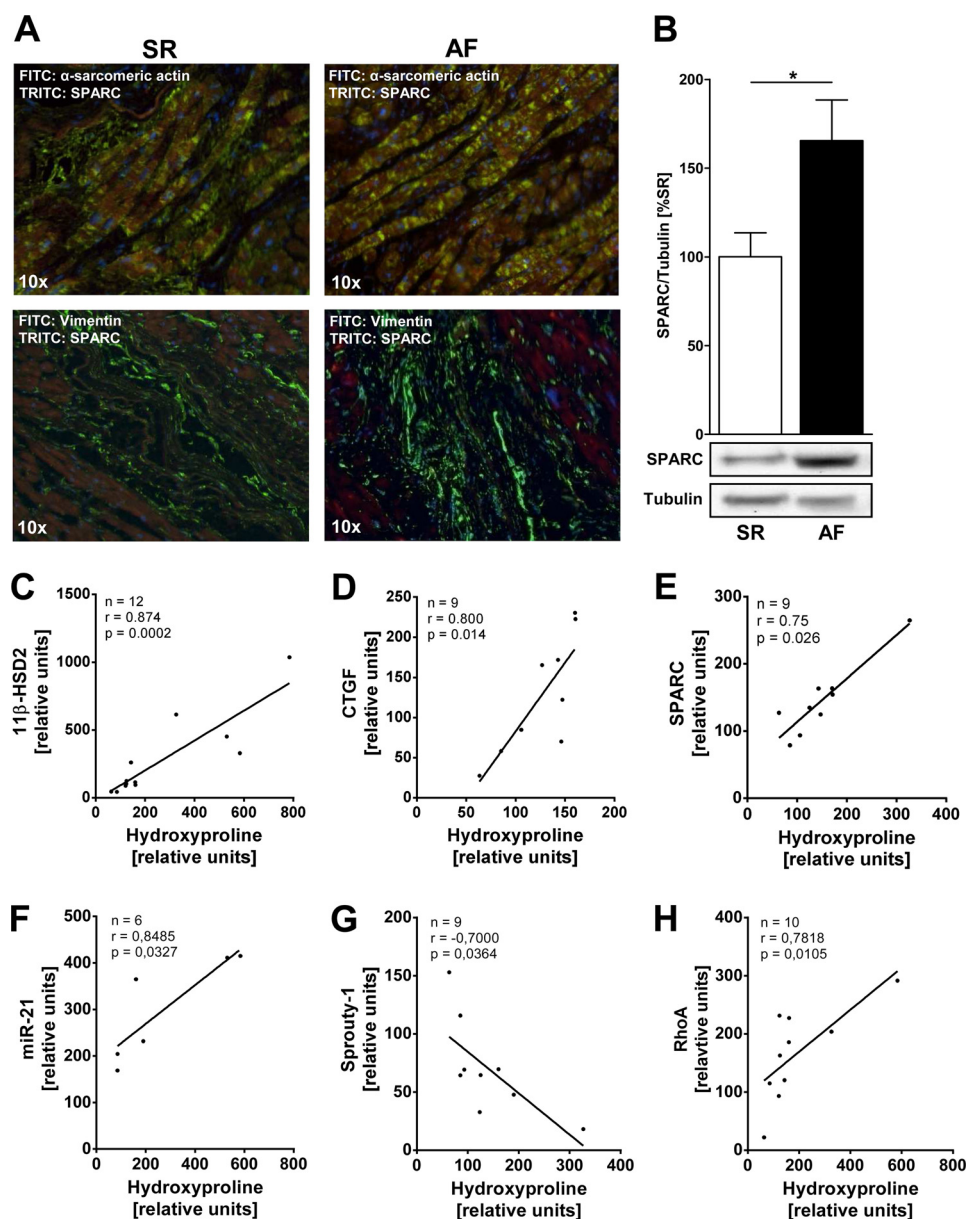 A
SR
AF
FITC: α-sarcomeric actin
TRITC: SPARC
10x
FITC: α-sarcomeric actin
TRITC: SPARC
10x
FITC: Vimentin
TRITC: SPARC
10x
FITC: Vimentin
TRITC: SPARC
10x
B
SPARC/Tubulin [%SR]
200
150
100
50
0
*
SPARC
Tubulin
SR
AF
C
n = 12
r = 0.874
p = 0.0002
11β-HSD2
[relative units]
1500
1000
500
0
0 200 400 600 800
Hydroxyproline
[relative units]
D
n = 9
r = 0.800
p = 0.014
CTGF
[relative units]
250
200
150
100
50
0
0 50 100 150 200
Hydroxyproline
[relative units]
E
n = 9
r = 0.75
p = 0.026
SPARC
[relative units]
300
200
100
0
0 100 200 300 400
Hydroxyproline
[relative units]
F
n = 6
r = 0,8485
p = 0,0327
miR-21
[relative units]
500
400
300
200
100
0
0 200 400 600 800
Hydroxyproline
[relative units]
G
n = 9
r = -0,7000
p = 0,0364
Sprouty-1
[relative units]
200
150
100
50
0
0 100 200 300 400
Hydroxyproline
[relative units]
H
n = 10
r = 0,7818
p = 0,0105
RhoA
[relavtive units]
400
300
200
100
0
0 200 400 600 800
Hydroxyproline
[relative units]